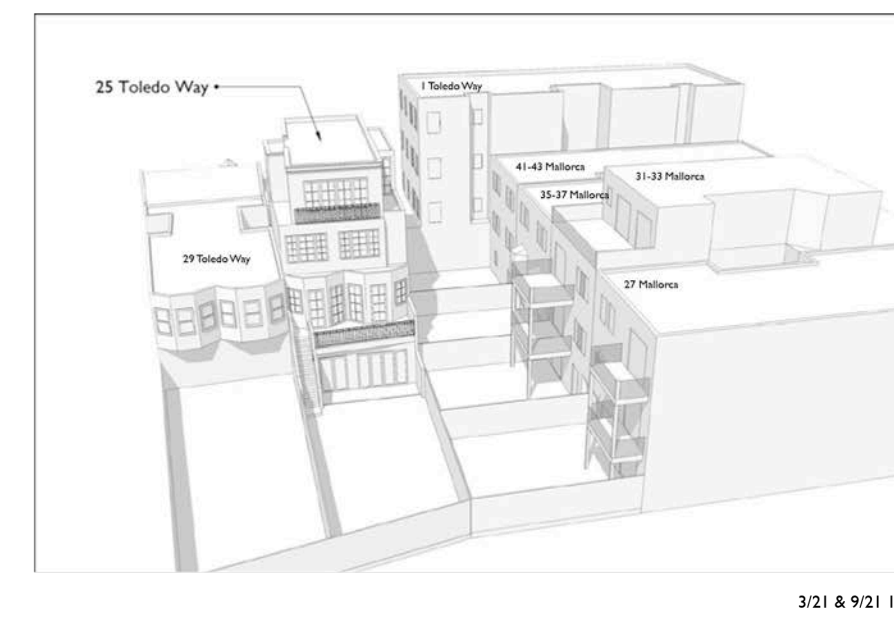 25 Toledo Way
1 Toledo Way
41-43 Mallorca
31-33 Mallorca
35-37 Mallorca
29 Toledo Way
27 Mallorca
3/21 & 9/21 1